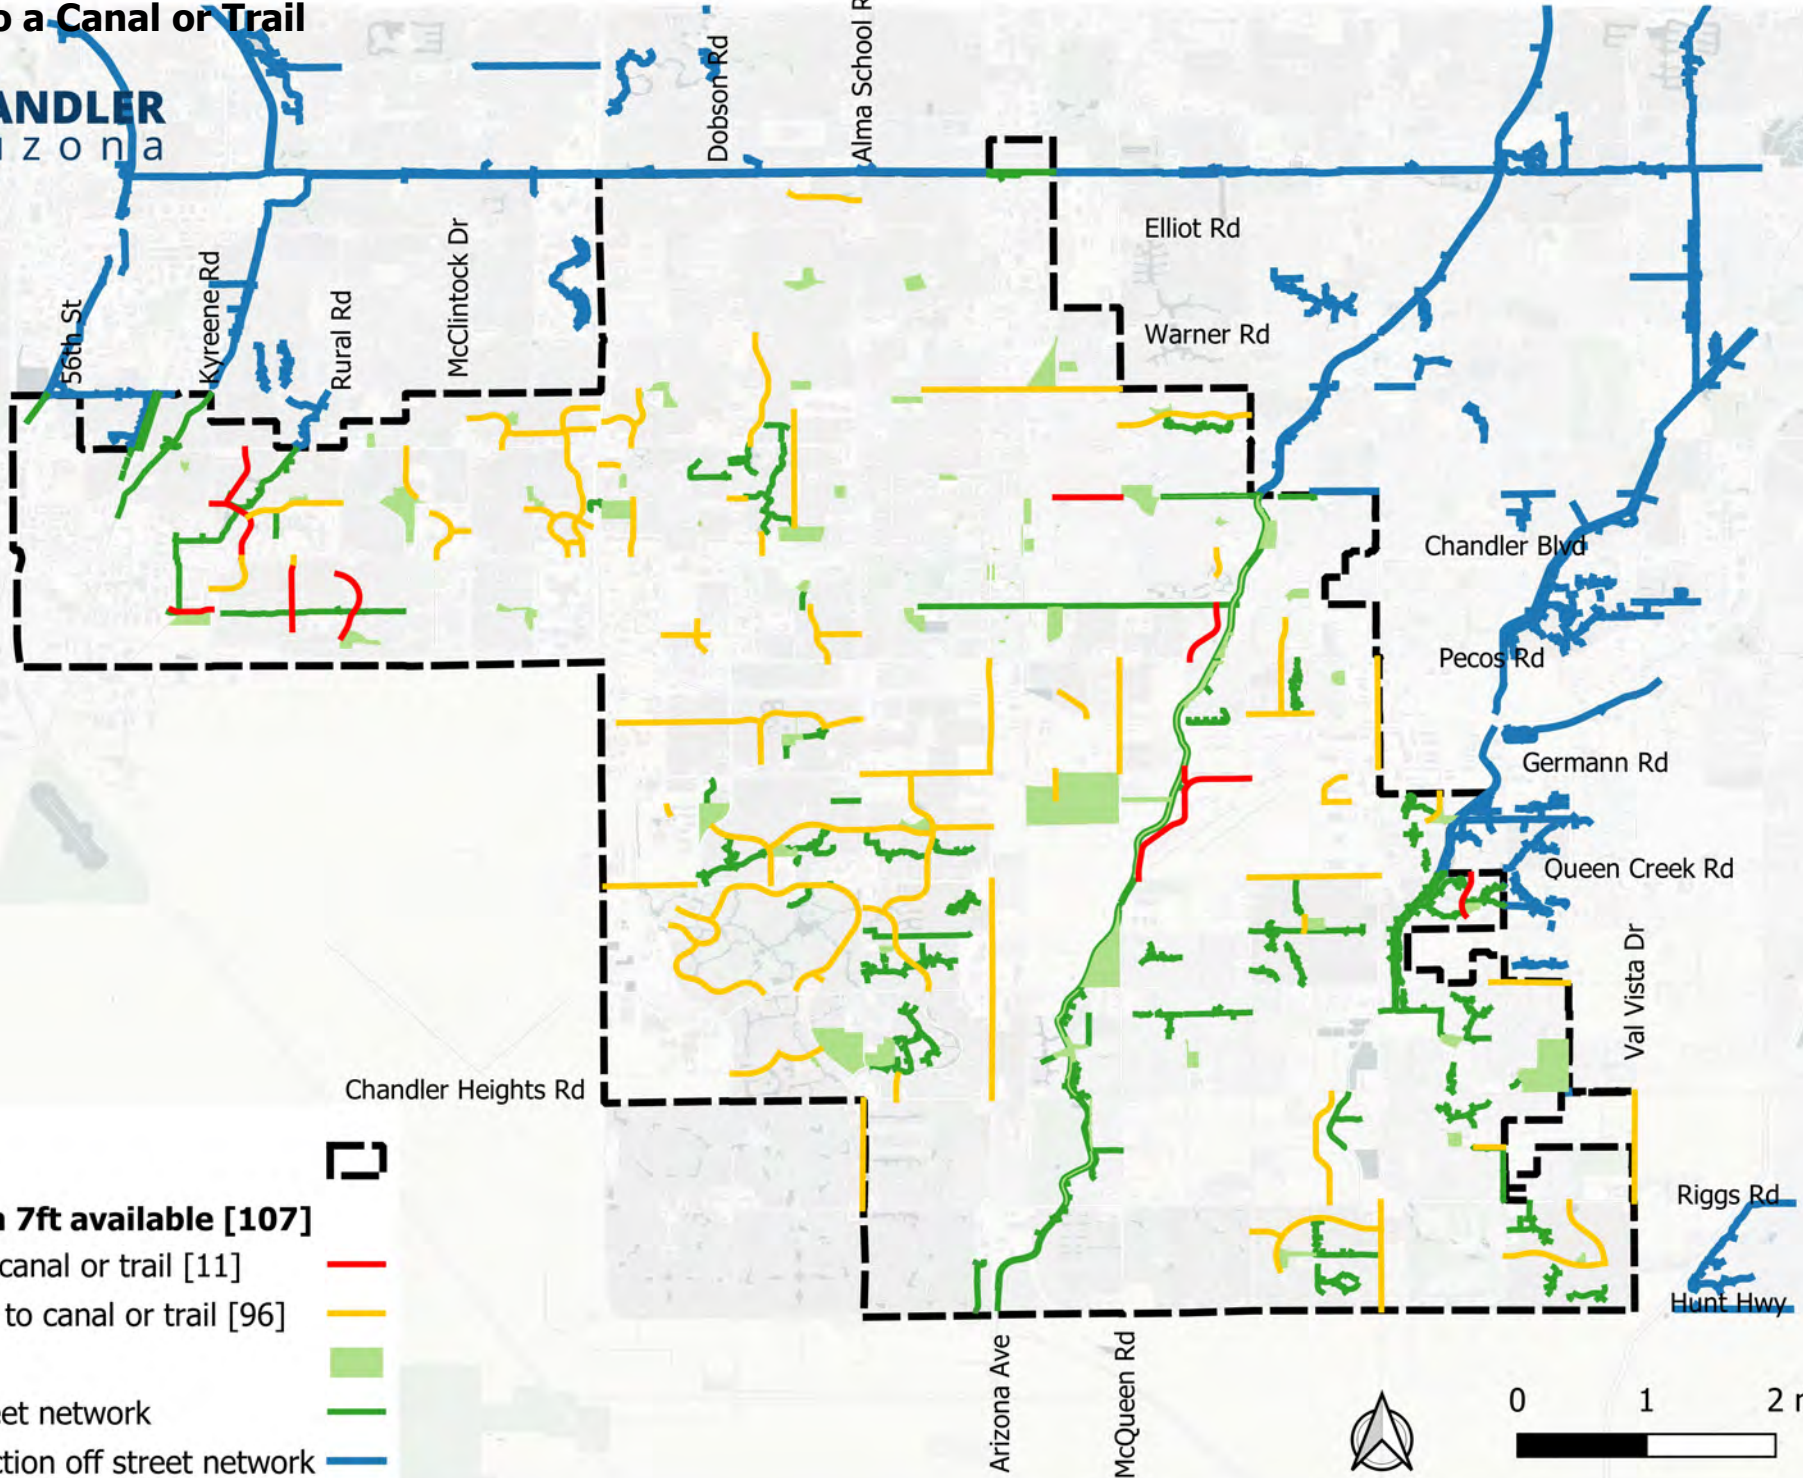 o a Canal or Trail
ANDLER
zona
Dobson Rd
Alma School R
Elliot Rd
Warner Rd
56th St
Kyrene Rd
Rural Rd
McClintock Dr
Chandler Blvd
Pecos Rd
Germann Rd
Queen Creek Rd
Val Vista Dr
Chandler Heights Rd
7ft available [107]
canal or trail [11]
to canal or trail [96]
eet network
ction off street network
Riggs Rd
Hunt Hwy
Arizona Ave
McQueen Rd
0 1 2